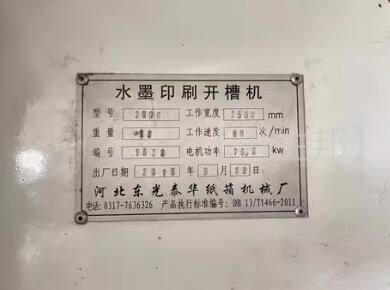 水墨印刷开槽机
型号 2800 工作宽度 2500 mm
重量 工作速度 80 次/min
编号 1028 电机功率 kw
出厂日期 2015 年 月 日
河北东光泰华纸箱机械厂
电话:0317-7636326 产品执行标准编号:DB 13/T1466-2011